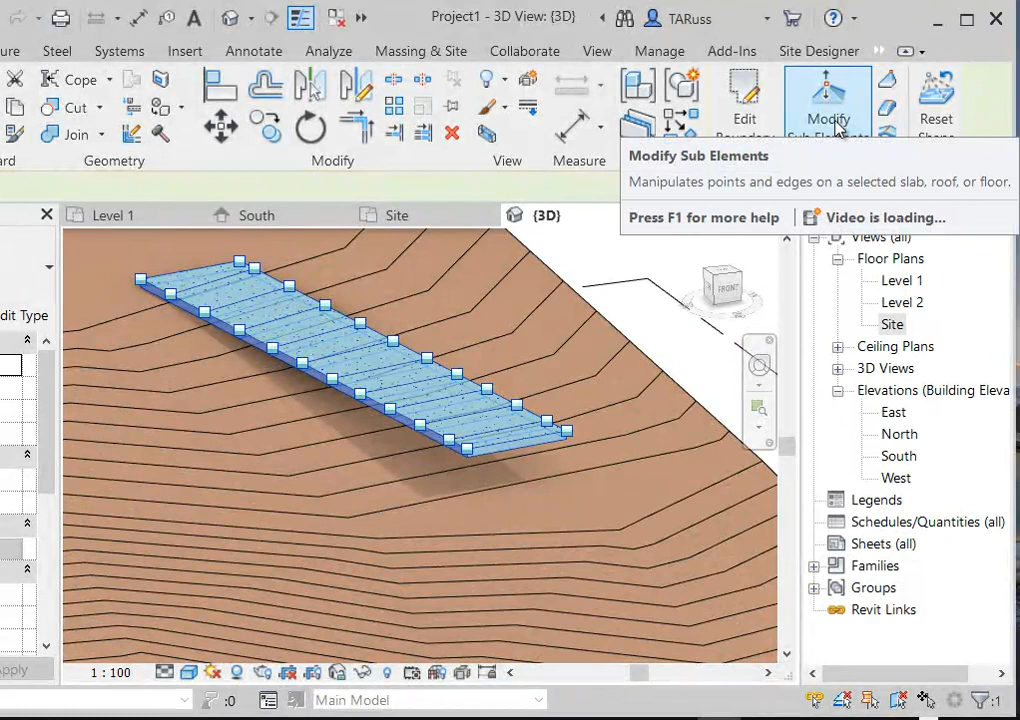 A
Project1 - 3D View: {3D}
TARuss
?
ure Steel Systems Insert Annotate Analyze Massing & Site Collaborate View Manage Add-Ins Site Designer
Cope
Cut
Join
Edit
Modify
Reset
ard Geometry Modify View Measure
Modify Sub Elements
Manipulates points and edges on a selected slab, roof, or floor.
Press F1 for more help Video is loading...
Level 1 South Site {3D}
Views (all)
Floor Plans
Level 1
Level 2
Site
Ceiling Plans
3D Views
Elevations (Building Eleva
East
North
South
West
Legends
Schedules/Quantities (all)
Sheets (all)
Families
Groups
Revit Links
dit Type
FRONT
Apply
1 : 100
:0 Main Model :1